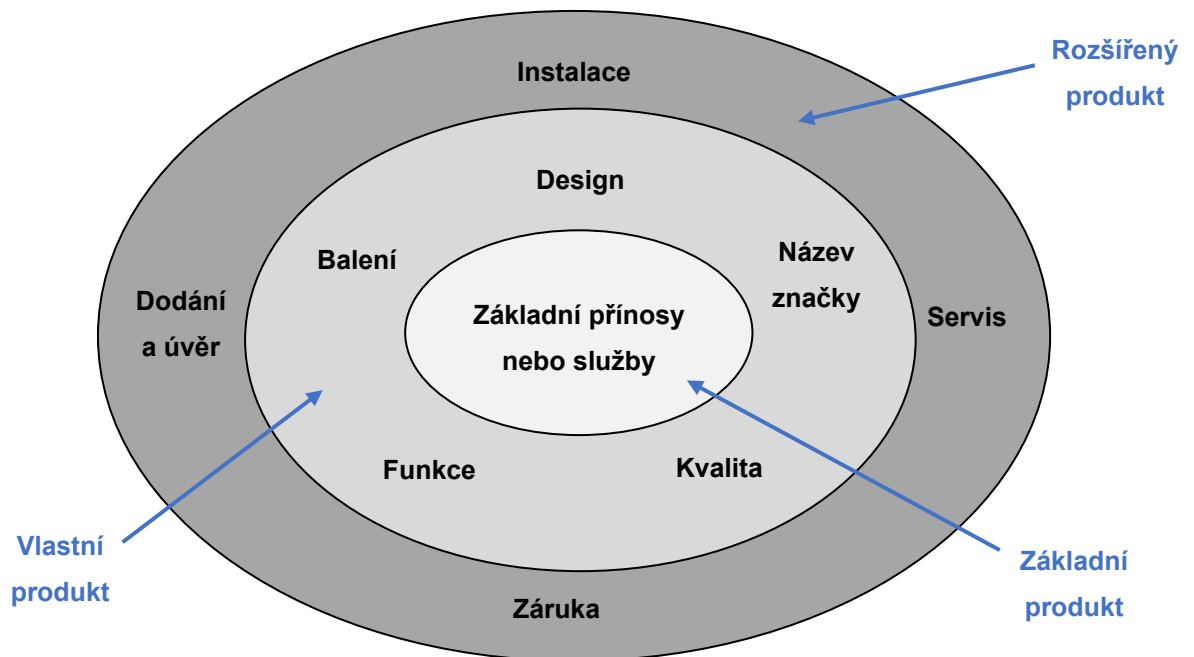 Rozšířený
produkt
Instalace
Design
Balení
Název
značky
Dodání
a úvěr
Základní přínosy
nebo služby
Servis
Funkce
Kvalita
Vlastní
produkt
Základní
produkt
Záruka